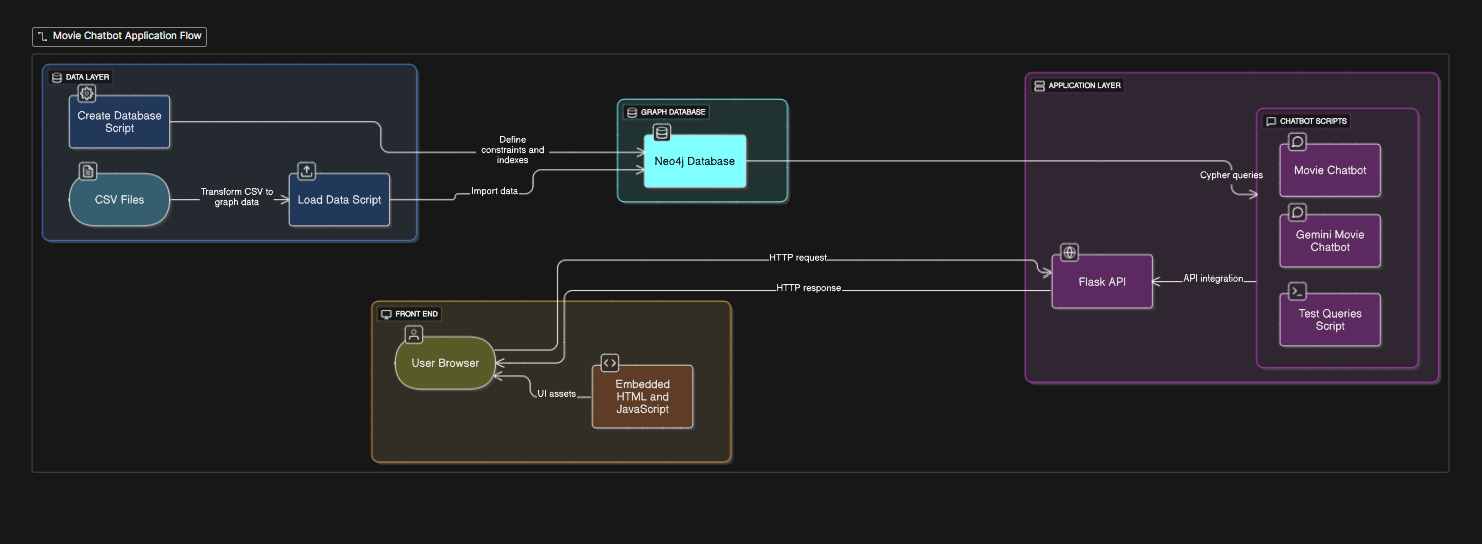 Movie Chatbot Application Flow
DATA LAYER
Create Database
Script
CSV Files
Transform CSV to
graph data
Load Data Script
Define
constraints and
indexes
Import data
GRAPH DATABASE
Neo4j Database
Cypher queries
APPLICATION LAYER
CHATBOT SCRIPTS
Movie Chatbot
Gemini Movie
Chatbot
Test Queries
Script
API integration
Flask API
HTTP request
HTTP response
FRONT END
User Browser
UI assets
Embedded
HTML and
JavaScript